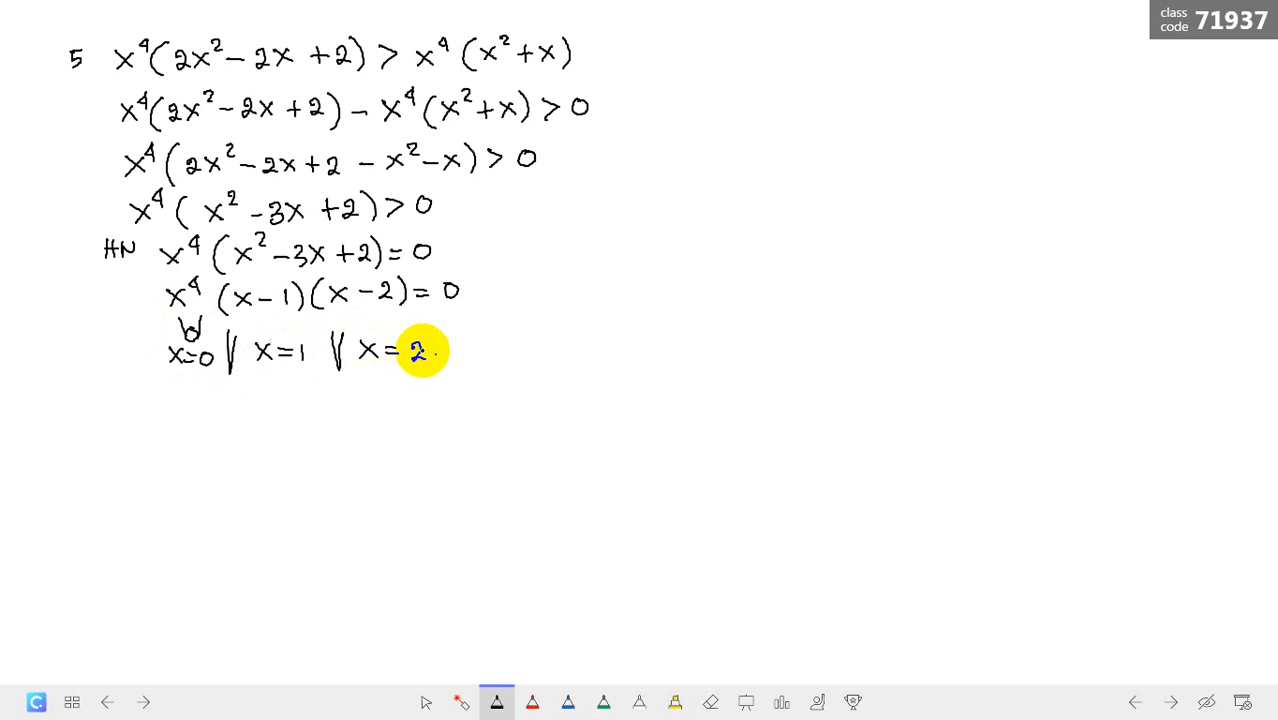 class code 71937
5 x⁴(2x² - 2x + 2) > x⁴(x² + x)
x⁴(2x² - 2x + 2) - x⁴(x² + x) > 0
x⁴(2x² - 2x + 2 - x² - x) > 0
x⁴(x² - 3x + 2) > 0
HN x⁴(x² - 3x + 2) = 0
x⁴(x - 1)(x - 2) = 0
x = 0 V x = 1 V x = 2